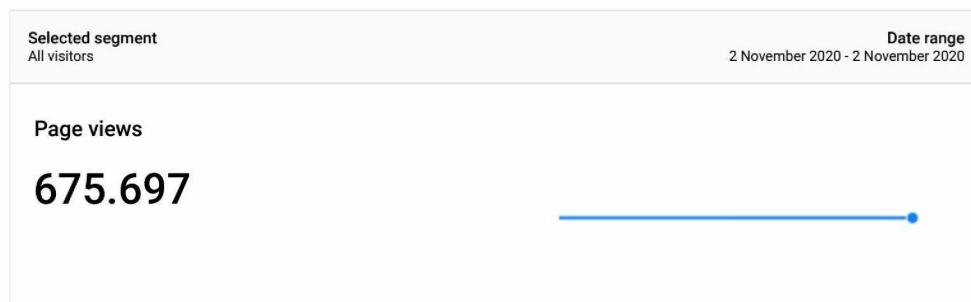 Selected segment
All visitors
Date range
2 November 2020 - 2 November 2020
Page views
675.697